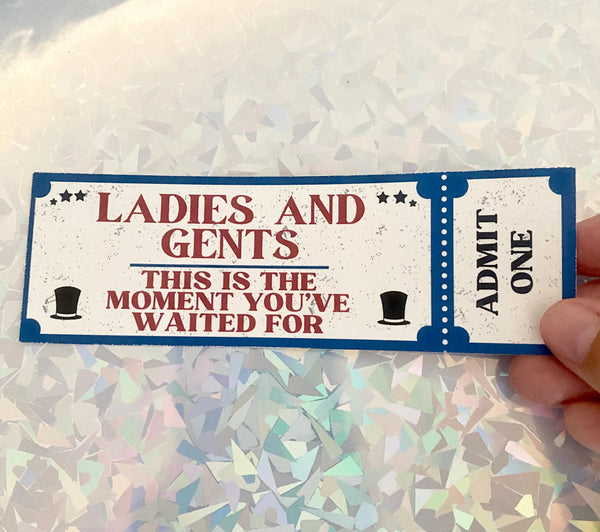 LADIES AND
GENTS
THIS IS THE
MOMENT YOU'VE
WAITED FOR
ADMIT
ONE